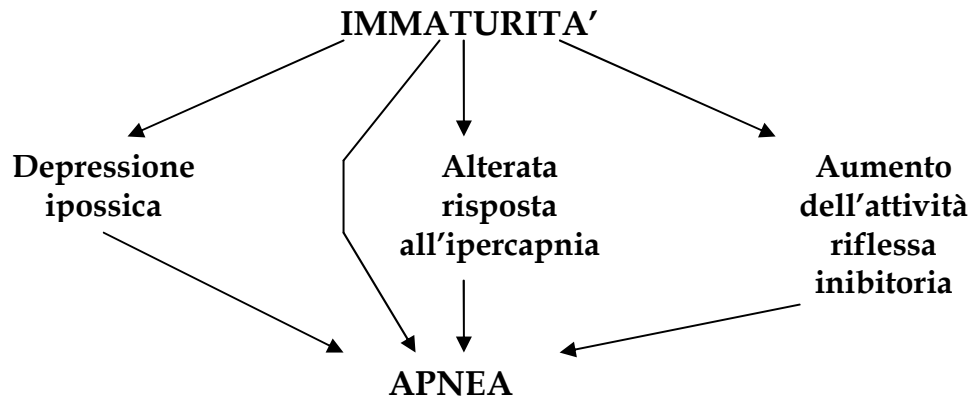 IMMATURITA’
Depressione
ipossica
Alterata
risposta
all’ipercapnia
Aumento
dell’attività
riflessa
inibitoria
APNEA